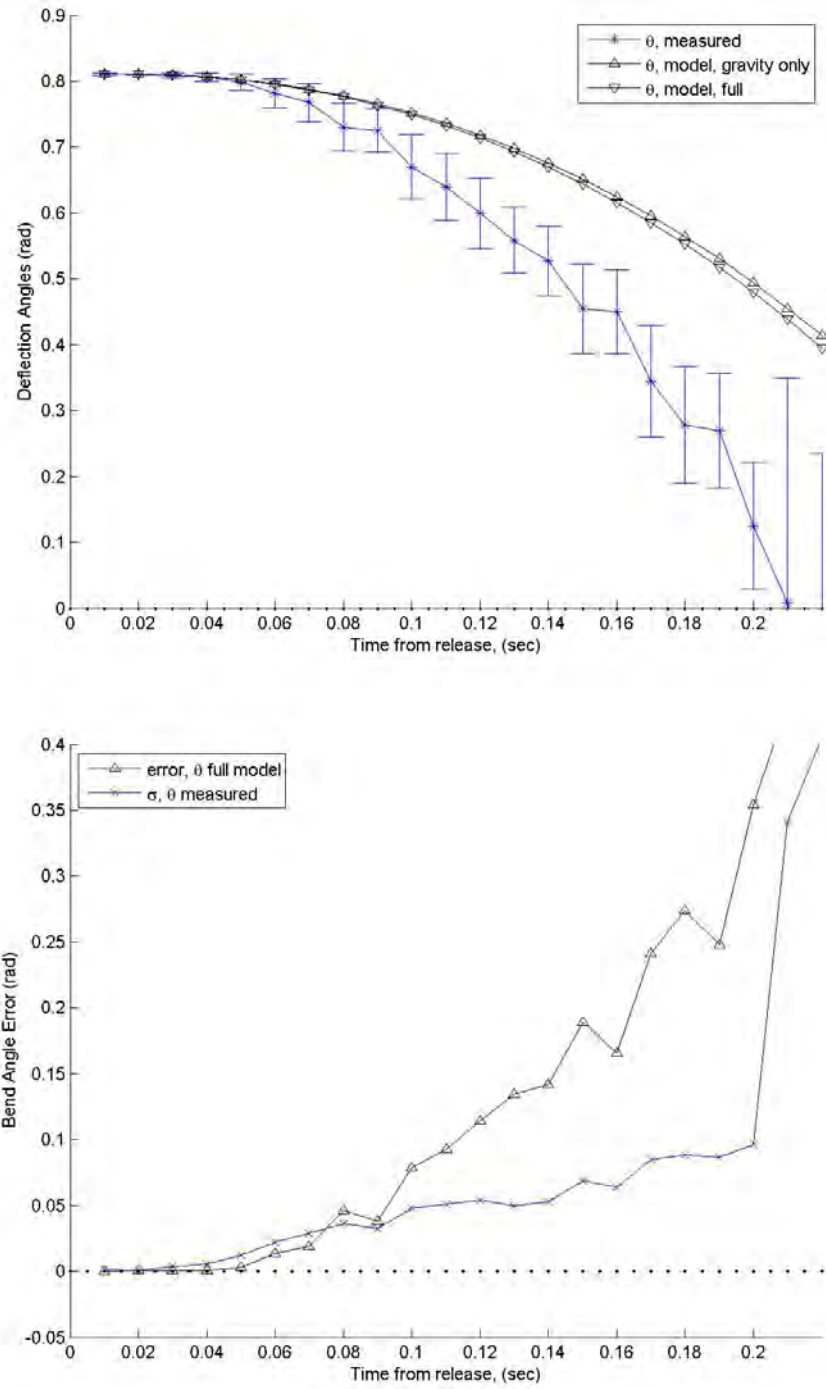 0.9
0.8
0.7
0.6
0.5
0.4
0.3
0.2
0.1
0
Deflection Angles (rad)
θ, measured
θ, model, gravity only
θ, model, full
0 0.02 0.04 0.06 0.08 0.1 0.12 0.14 0.16 0.18 0.2
Time from release, (sec)
0.4
0.35
0.3
0.25
0.2
0.15
0.1
0.05
0
-0.05
Bend Angle Error (rad)
error, θ full model
σ, θ measured
0 0.02 0.04 0.06 0.08 0.1 0.12 0.14 0.16 0.18 0.2
Time from release, (sec)